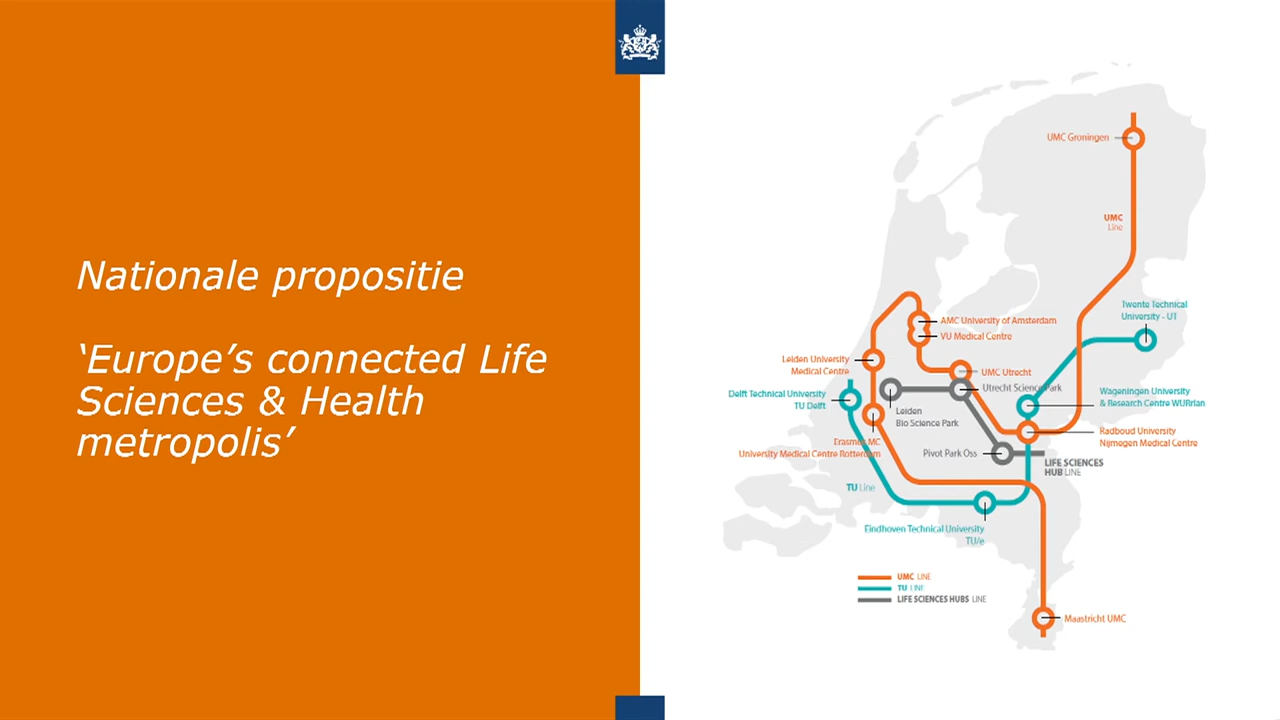 Nationale propositie
‘Europe’s connected Life
Sciences & Health
metropolis’
UMC Groningen
UMC
Line
Twente Technical
University - UT
AMC University of Amsterdam
VU Medical Centre
Leiden University
Medical Centre
UMC Utrecht
Utrecht Science Park
Delft Technical University
TU Delft
Wageningen University
& Research Centre WURrlan
Leiden
Bio Science Park
Radboud University
Nijmegen Medical Centre
Erasmus MC
University Medical Centre Rotterdam
Pivot Park Oss
LIFE SCIENCES
HUB LINE
TU Line
Eindhoven Technical University
TU/e
UMC LINE
TU LINE
LIFE SCIENCES HUBS LINE
Maastricht UMC